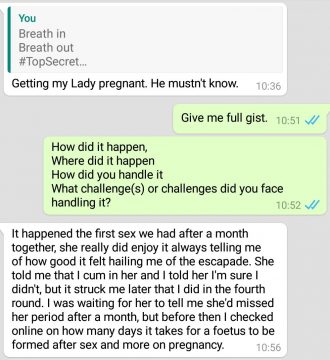 You
Breath in
Breath out
#TopSecret...
Getting my Lady pregnant. He mustn't know.
10:36
Give me full gist. 10:51
How did it happen,
Where did it happen
How did you handle it
What challenge(s) or challenges did you face
handling it?
10:52
It happened the first sex we had after a month
together, she really did enjoy it always telling me
of how good it felt hailing me of the escapade. She
told me that I cum in her and I told her I'm sure I
didn't, but it struck me later that I did in the fourth
round. I was waiting for her to tell me she'd missed
her period after a month, but before then I checked
online on how many days it takes for a foetus to be
formed after sex and more on pregnancy.
10:56